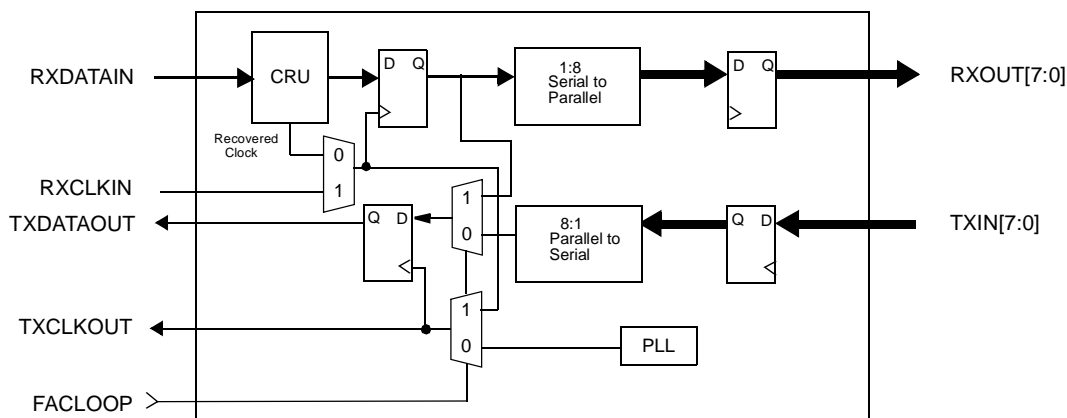 RXDATAIN
CRU
D Q
1:8
Serial to
Parallel
D Q
RXOUT[7:0]
Recovered
Clock
0
1
RXCLKIN
TXDATAOUT
Q D
1
0
8:1
Parallel to
Serial
Q D
TXIN[7:0]
TXCLKOUT
1
0
PLL
FACLOOP